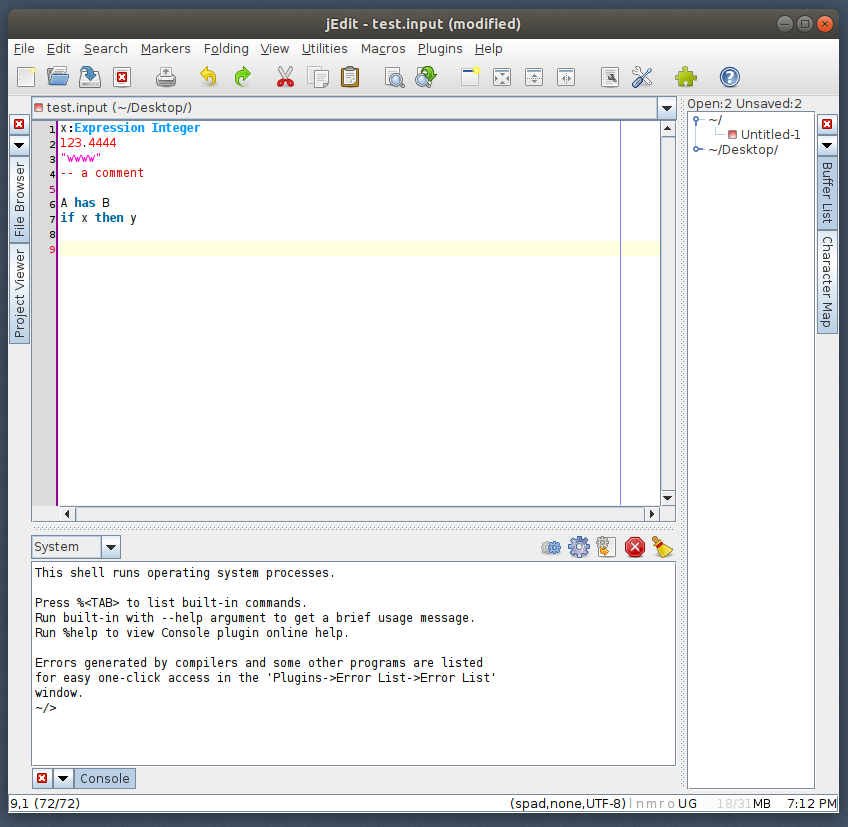 jEdit - test.input (modified)
File Edit Search Markers Folding View Utilities Macros Plugins Help
test.input (~/Desktop/)
Open:2 Unsaved:2
~/
Untitled-1
~/Desktop/
File Browser
Project Viewer
Buffer List
Character Map
1 x:Expression Integer
2 123.4444
3 "wwww"
4 -- a comment
5
6 A has B
7 if x then y
8
9
System
This shell runs operating system processes.
Press %<TAB> to list built-in commands.
Run built-in with --help argument to get a brief usage message.
Run %help to view Console plugin online help.
Errors generated by compilers and some other programs are listed
for easy one-click access in the 'Plugins->Error List->Error List'
window.
~/>
Console
9,1 (72/72) (spad,none,UTF-8) l n m r o U G 18/31MB 7:12 PM